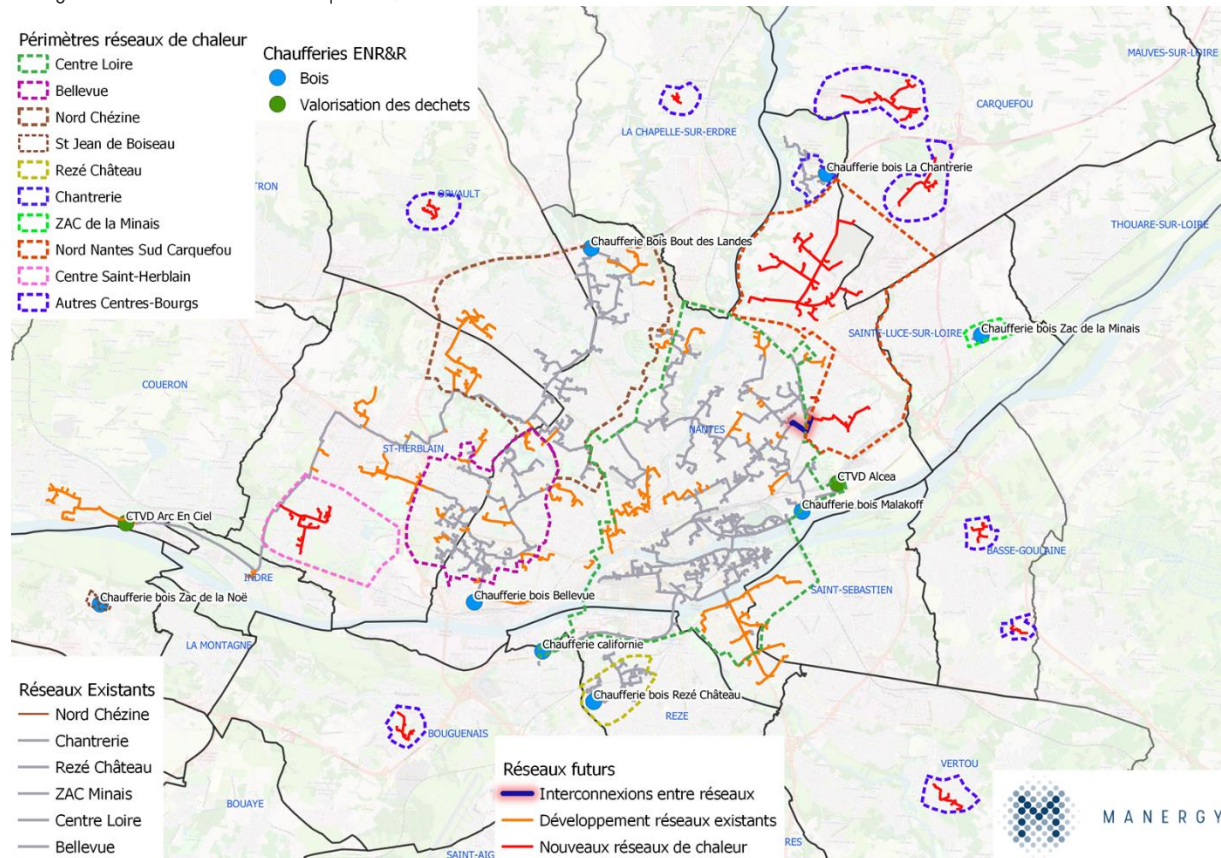 Périmètres réseaux de chaleur
Centre Loire
Bellevue
Nord Chézine
St Jean de Boiseau
Rezé Château
Chantrerie
ZAC de la Minais
Nord Nantes Sud Carquefou
Centre Saint-Herblain
Autres Centres-Bourgs
Chaufferies ENR&R
Bois
Valorisation des dechets
MAUVES-SUR-LOIRE
CARQUEFOU
LA CHAPELLE-SUR-ERDRE
Chaufferie bois La Chantrerie
TRON
ORVAULT
THOUARE-SUR-LOIRE
Chaufferie Bois Bout des Landes
SAINTE-LUCE-SUR-LOIRE
Chaufferie bois Zac de la Minais
COUERON
ST-HERBLAIN
NANTES
CTVD Alcea
Chaufferie bois Malakoff
CTVD Arc En Ciel
BASSE-GOULAINE
INDRE
Chaufferie bois Zac de la Noë
Chaufferie bois Bellevue
SAINT-SEBASTIEN
LA MONTAGNE
Chaufferie californie
Chaufferie bois Rezé Château
REZE
BOUGUENAIS
VERTOU
BOUAYE
SAINT-AIG
RES
Réseaux Existants
Nord Chézine
Chantrerie
Rezé Château
ZAC Minais
Centre Loire
Bellevue
Réseaux futurs
Interconnexions entre réseaux
Développement réseaux existants
Nouveaux réseaux de chaleur
MANERGY